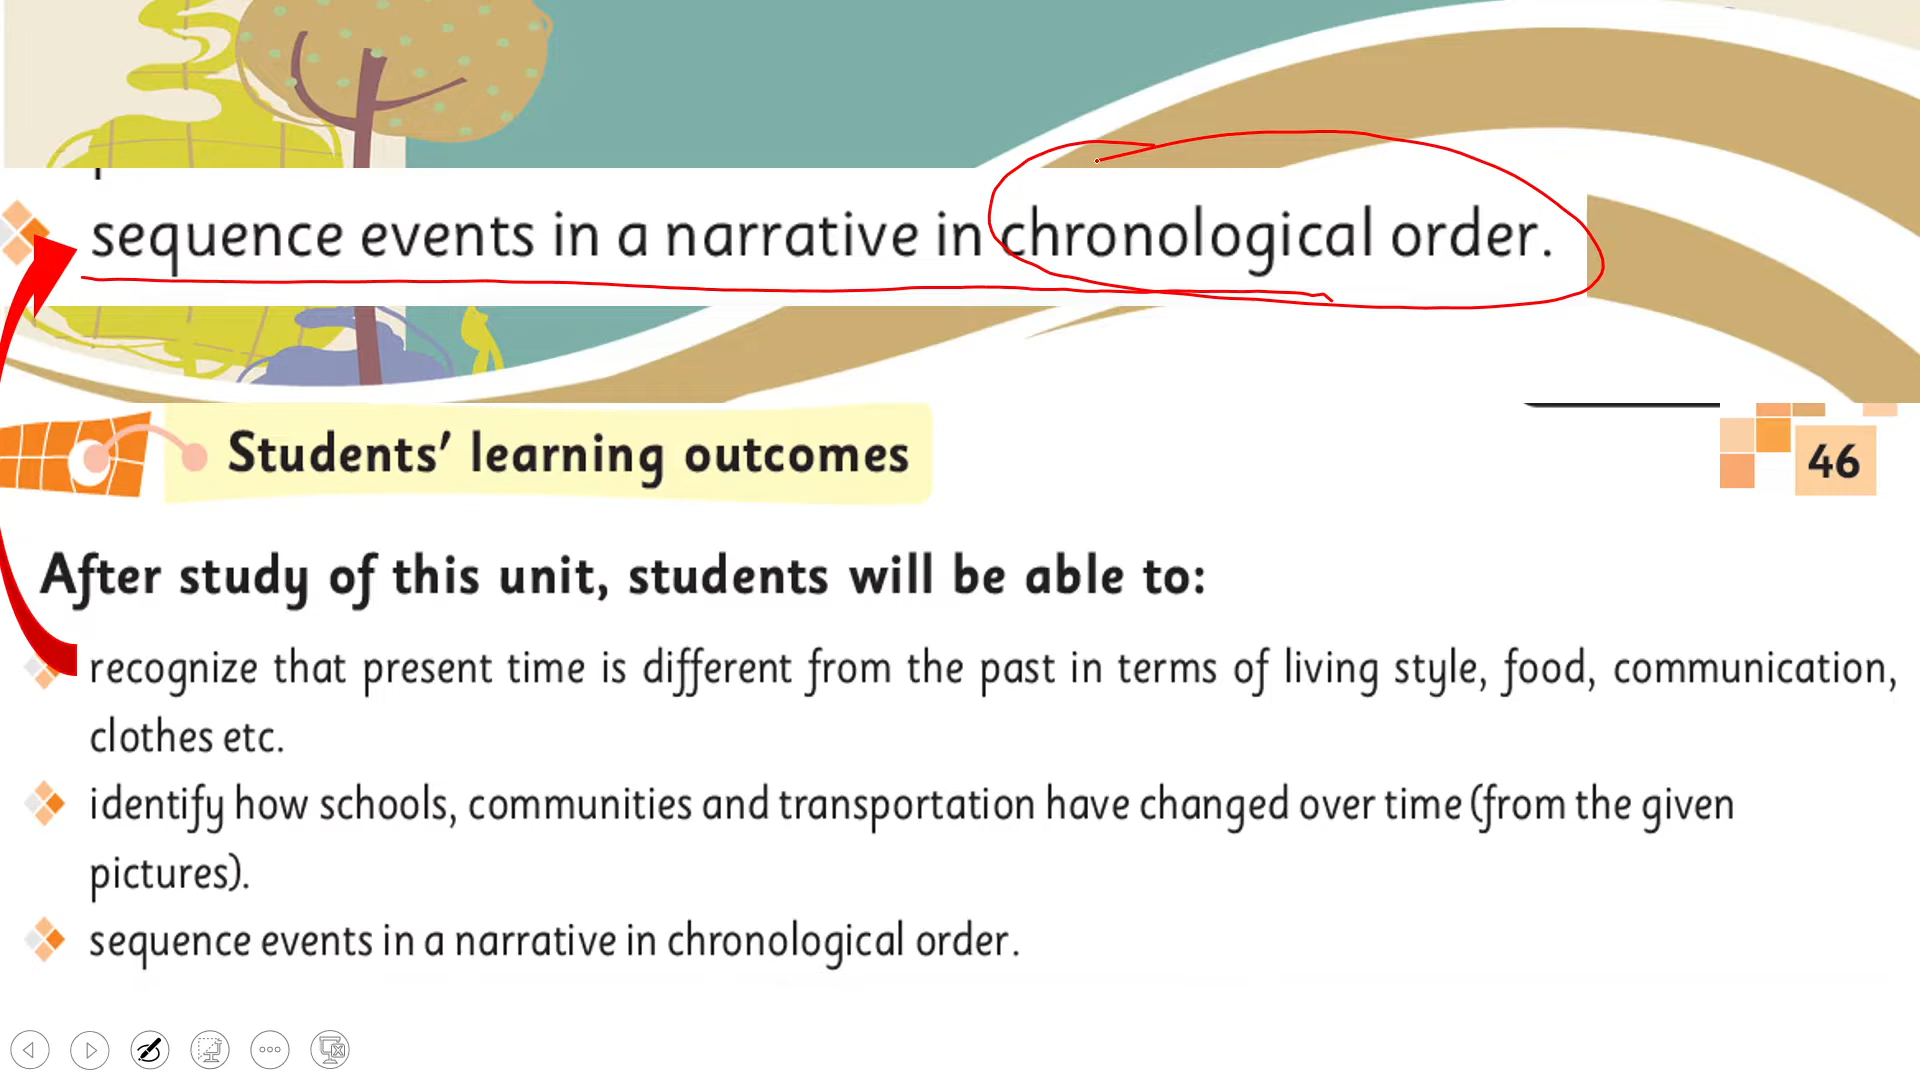 sequence events in a narrative in chronological order.
Students' learning outcomes
46
After study of this unit, students will be able to:
recognize that present time is different from the past in terms of living style, food, communication,
clothes etc.
identify how schools, communities and transportation have changed over time (from the given
pictures).
sequence events in a narrative in chronological order.